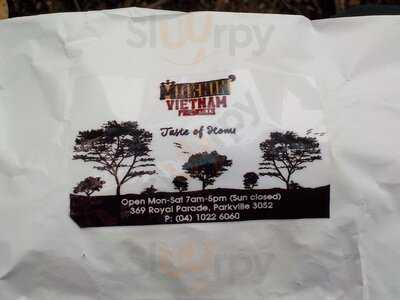 VIETNAM
Taste of Home
Open Mon-Sat 7am-5pm (Sun closed)
369 Royal Parade, Parkville 3052
P: (04) 1022 6060
Sluurpy